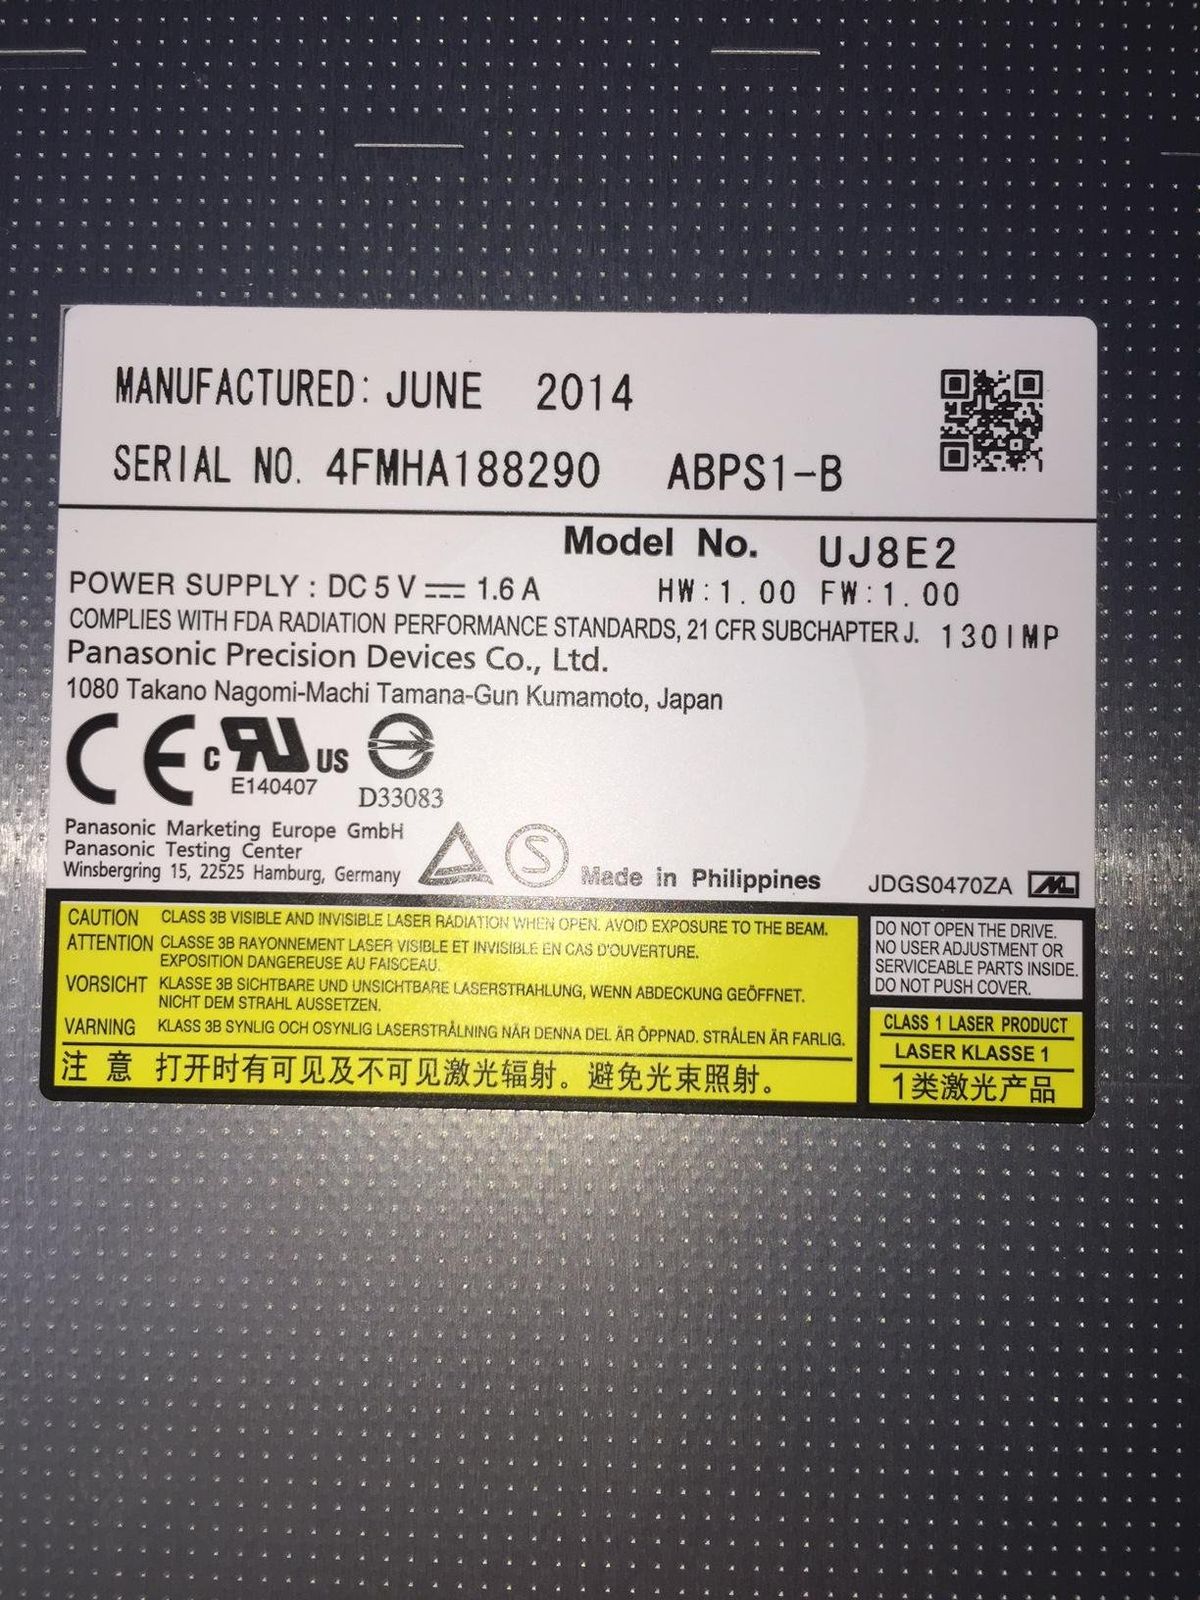 MANUFACTURED: JUNE 2014
SERIAL NO. 4FMHA188290 ABPS1-B
Model No. UJ8E2
POWER SUPPLY : DC 5 V ⎓ 1.6 A HW:1.00 FW:1.00
COMPLIES WITH FDA RADIATION PERFORMANCE STANDARDS, 21 CFR SUBCHAPTER J. 130IMP
Panasonic Precision Devices Co., Ltd.
1080 Takano Nagomi-Machi Tamana-Gun Kumamoto, Japan
CE C RU US
E140407
D33083
Panasonic Marketing Europe GmbH
Panasonic Testing Center
Winsbergring 15, 22525 Hamburg, Germany
S
Made in Philippines
JDGS0470ZA ML
CAUTION CLASS 3B VISIBLE AND INVISIBLE LASER RADIATION WHEN OPEN. AVOID EXPOSURE TO THE BEAM.
ATTENTION CLASSE 3B RAYONNEMENT LASER VISIBLE ET INVISIBLE EN CAS D'OUVERTURE.
EXPOSITION DANGEREUSE AU FAISCEAU.
VORSICHT KLASSE 3B SICHTBARE UND UNSICHTBARE LASERSTRAHLUNG, WENN ABDECKUNG GEÖFFNET.
NICHT DEM STRAHL AUSSETZEN.
VARNING KLASS 3B SYNLIG OCH OSYNLIG LASERSTRÅLNING NÄR DENNA DEL ÄR ÖPPNAD. STRÅLEN ÄR FARLIG.
注 意 打开时有可见及不可见激光辐射。避免光束照射。
DO NOT OPEN THE DRIVE.
NO USER ADJUSTMENT OR
SERVICEABLE PARTS INSIDE.
DO NOT PUSH COVER.
CLASS 1 LASER PRODUCT
LASER KLASSE 1
1类激光产品